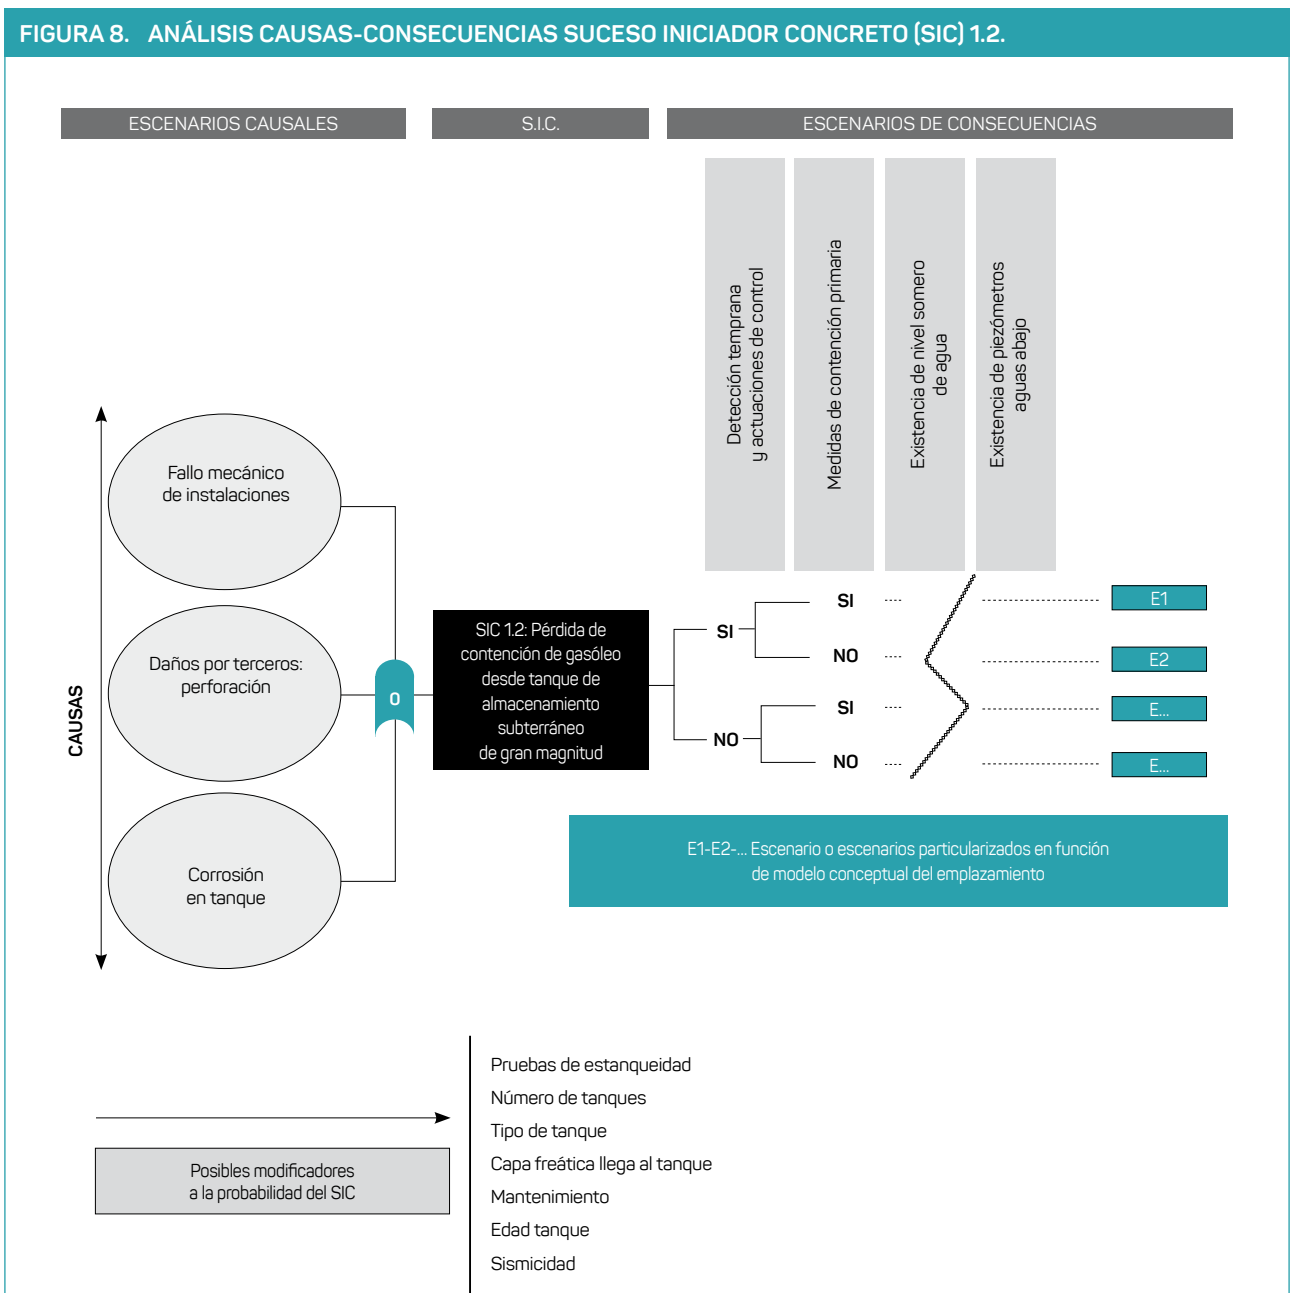 FIGURA 8. ANÁLISIS CAUSAS-CONSECUENCIAS SUCESO INICIADOR CONCRETO (SIC) 1.2.
ESCENARIOS CAUSALES
S.I.C.
ESCENARIOS DE CONSECUENCIAS
Detección temprana
y actuaciones de control
Medidas de contención primaria
Existencia de nivel somero
de agua
Existencia de piezómetros
aguas abajo
CAUSAS
Fallo mecánico
de instalaciones
Daños por terceros:
perforación
Corrosión
en tanque
O
SIC 1.2: Pérdida de
contención de gasóleo
desde tanque de
almacenamiento
subterráneo
de gran magnitud
SI
NO
SI
NO
SI
NO
E1
E2
E...
E...
E1-E2-... Escenario o escenarios particularizados en función
de modelo conceptual del emplazamiento
Posibles modificadores
a la probabilidad del SIC
Pruebas de estanqueidad
Número de tanques
Tipo de tanque
Capa freática llega al tanque
Mantenimiento
Edad tanque
Sismicidad